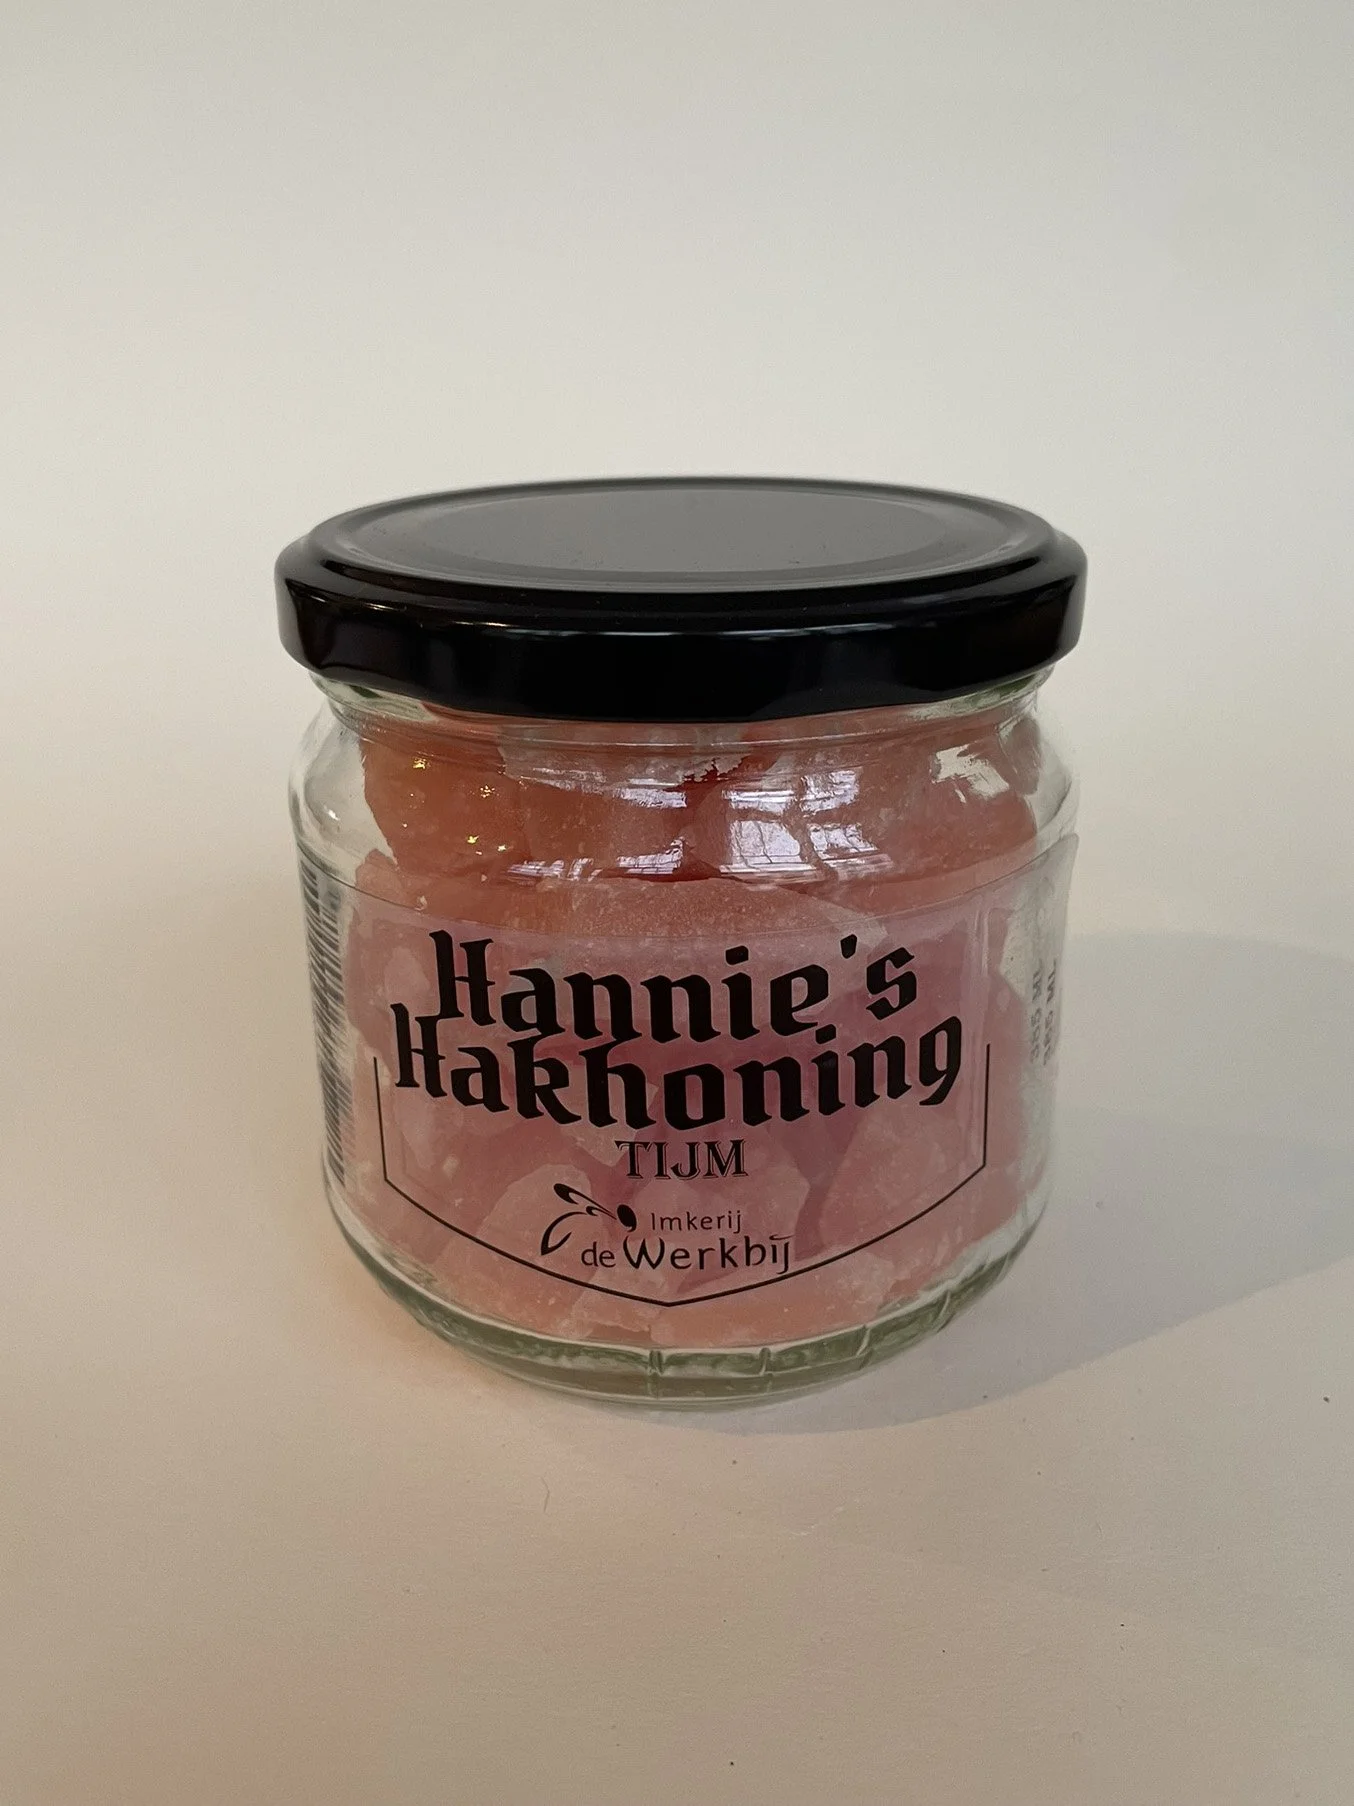 Hannie's
Hakhoning
TIJM
Imkerij
de Werkbij